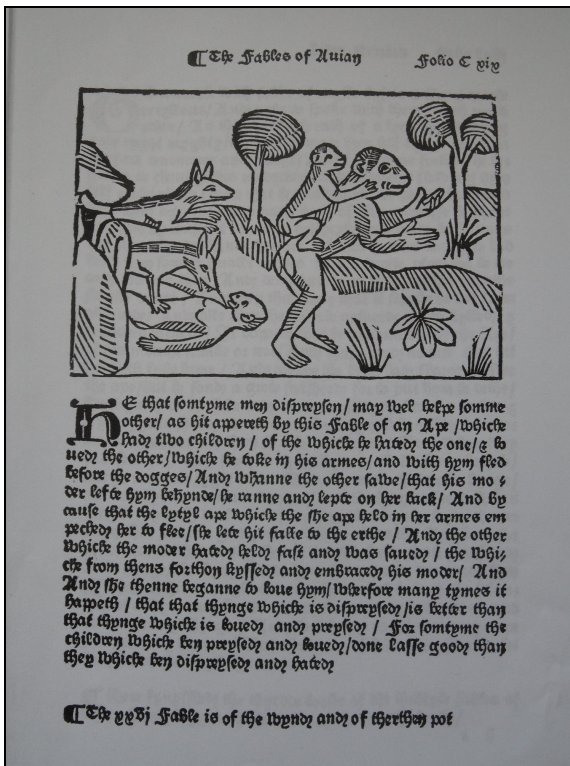 ¶ The Fables of Auian Folio C xix
HE that somtyme men dispreysen/ may wel helpe somme
other/ as hit appereth by this Fable of an Ape /whiche
hadd two children / of the whiche he hated the one/& lo
ued the other/whiche he toke in his armes/and with hym fled
before the dogges/ And whanne the other sawe/that his mo-
der lefte hym behynde/he ranne and lepte on her back/ And by
cause that the lytyl ape whiche the she ape held in her armes em
peched her to flee/she lete hit falle to the erthe / And the other
whiche the moder hated held fast and was saued/ the whi-
che from thens forthon kyssed and embraced his moder/ And
And she thenne beganne to loue hym/Wherfore many tymes it
happeth / that that thynge whiche is dispreysed/is better than
that thynge whiche is loued and preysed / For somtyme the
children whiche ben preysed and loued/done lasse good than
they whiche ben dispreysed and hated
¶ The xxvj Fable is of the wynd and of therthen pot